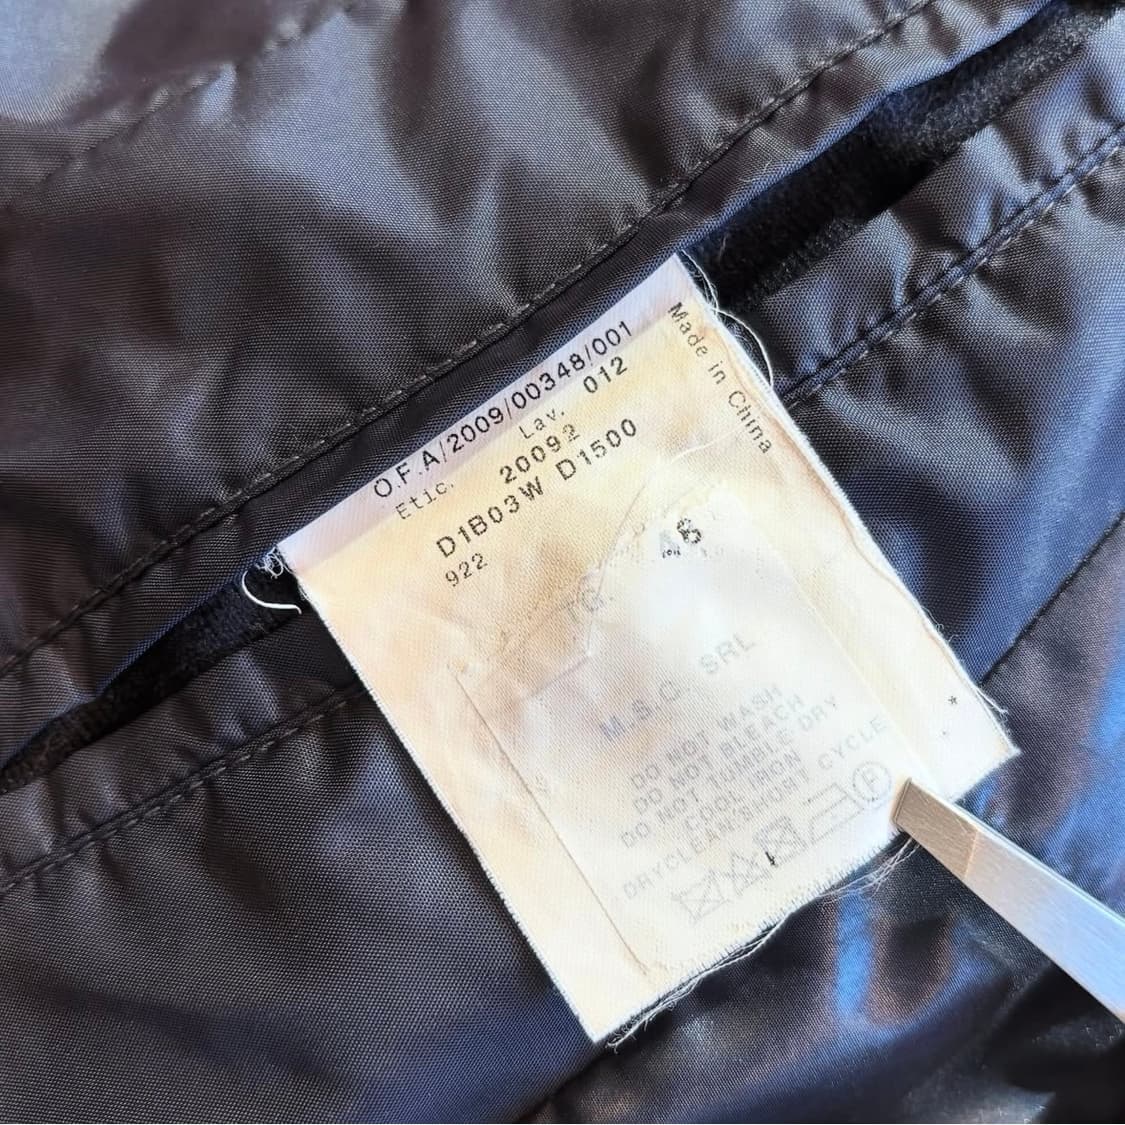 O.F.A/2009/00348/001
Etic. Lav. 012
20092
D1B03W D1500
922
TG. 48
M.S.C. SRL
DO NOT WASH
DO NOT BLEACH
DO NOT TUMBLE DRY
COOL IRON
DRYCLEAN'SHORT CYCLE
F
Made in China